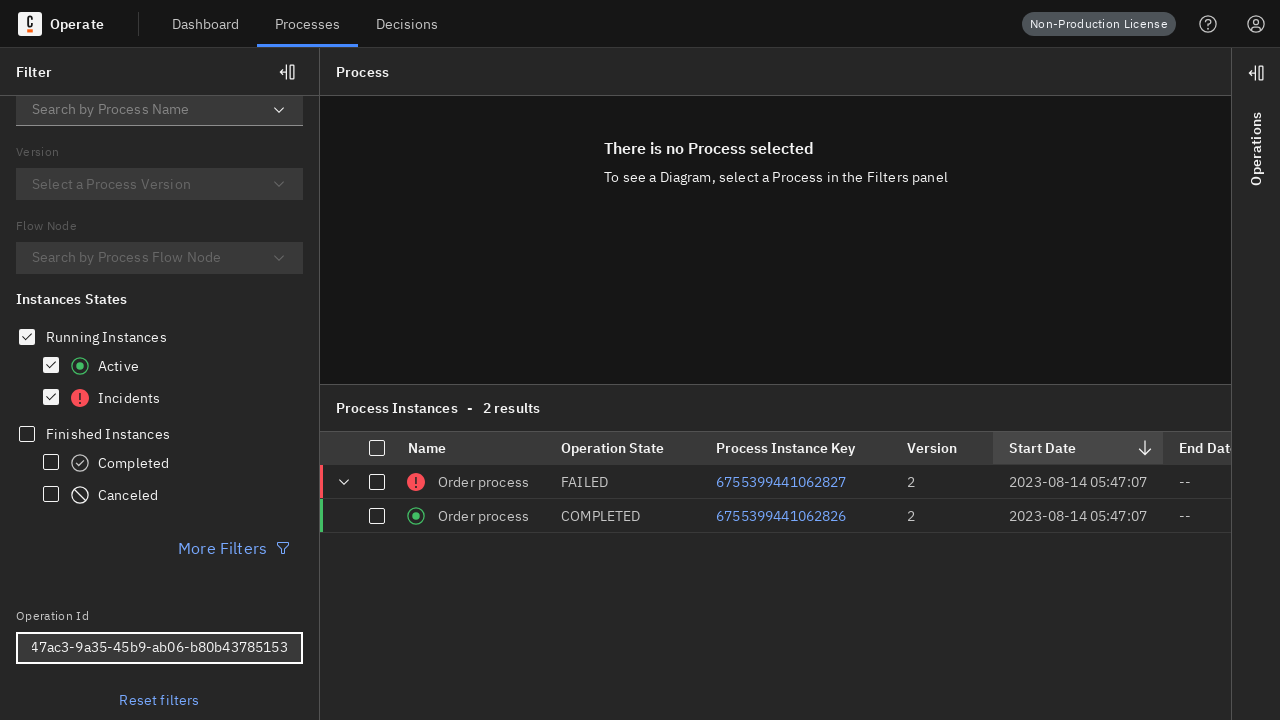 C Operate
Dashboard
Processes
Decisions
Non-Production License
Filter
Search by Process Name
Version
Select a Process Version
Flow Node
Search by Process Flow Node
Instances States
Running Instances
Active
Incidents
Finished Instances
Completed
Canceled
More Filters
Operation Id
47ac3-9a35-45b9-ab06-b80b43785153
Reset filters
Process
There is no Process selected
To see a Diagram, select a Process in the Filters panel
Process Instances - 2 results
Name Operation State Process Instance Key Version Start Date End Date
Order process FAILED 6755399441062827 2 2023-08-14 05:47:07 --
Order process COMPLETED 6755399441062826 2 2023-08-14 05:47:07 --
Operations